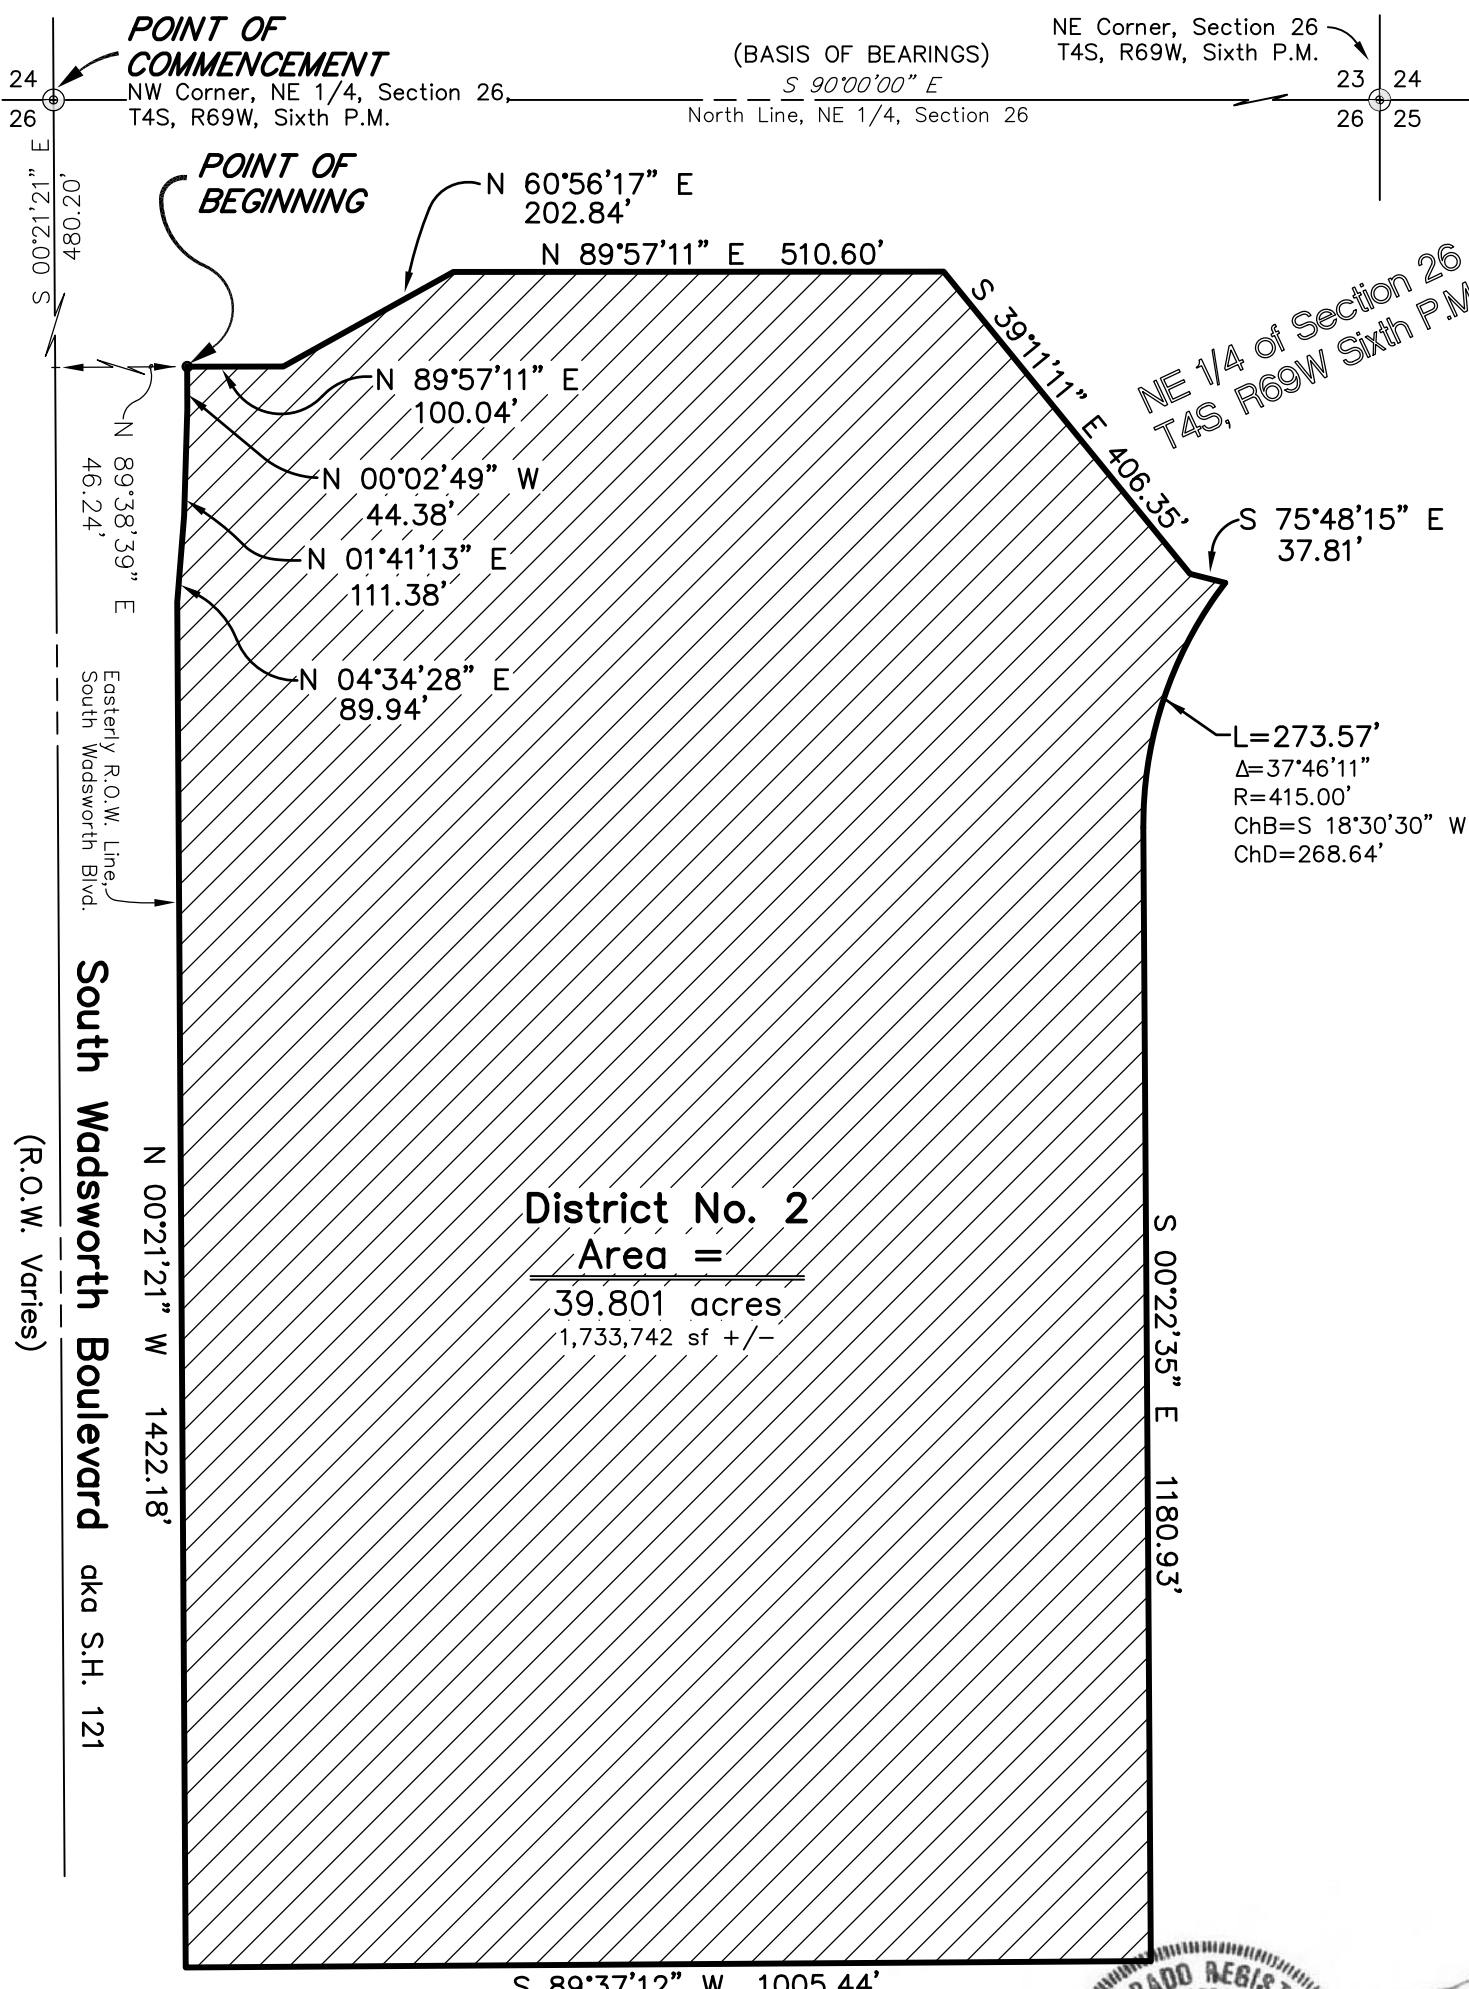 POINT OF
COMMENCEMENT
NW Corner, NE 1/4, Section 26,
T4S, R69W, Sixth P.M.
24
26
(BASIS OF BEARINGS)
S 90°00'00" E
North Line, NE 1/4, Section 26
NE Corner, Section 26
T4S, R69W, Sixth P.M.
23 24
26 25
S 00°21'21" E
480.20'
POINT OF
BEGINNING
N 60°56'17" E
202.84'
N 89°57'11" E 510.60'
S 39°11'11" E 406.35'
NE 1/4 of Section 26
T4S, R69W Sixth P.M
N 89°57'11" E
100.04'
N 00°02'49" W
44.38'
N 01°41'13" E
111.38'
N 04°34'28" E
89.94'
N 89°38'39" E
46.24'
S 75°48'15" E
37.81'
L=273.57'
Δ=37°46'11"
R=415.00'
ChB=S 18°30'30" W
ChD=268.64'
Easterly R.O.W. Line,
South Wadsworth Blvd.
South Wadsworth Boulevard aka S.H. 121
(R.O.W. Varies)
N 00°21'21" W 1422.18'
District No. 2
Area =
39.801 acres
1,733,742 sf +/-
S 00°22'35" E 1180.93'
S 89°37'12" W 1005.44'